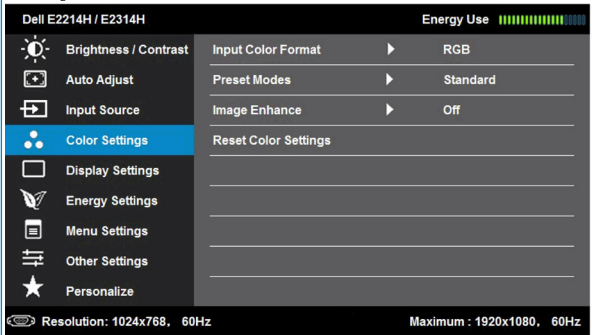 Dell E2214H / E2314H Energy Use
Brightness / Contrast Input Color Format RGB
Auto Adjust Preset Modes Standard
Input Source Image Enhance Off
Color Settings Reset Color Settings
Display Settings
Energy Settings
Menu Settings
Other Settings
Personalize
Resolution: 1024x768, 60Hz Maximum : 1920x1080, 60Hz